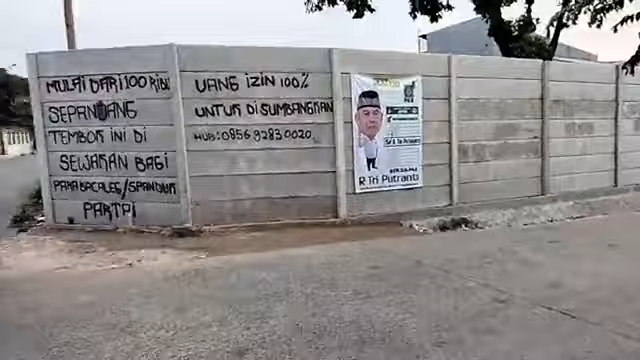 MULAI DARI 100 RIBU
SEPANJANG
TEMBOK INI DI
SEWAKAN BAGI
PARA BACALEG/SPANDUK
PARTAI
UANG IZIN 100%
UNTUK DI SUMBANGKAN
HUB: 0856 9283 0020
R Tri Putranto